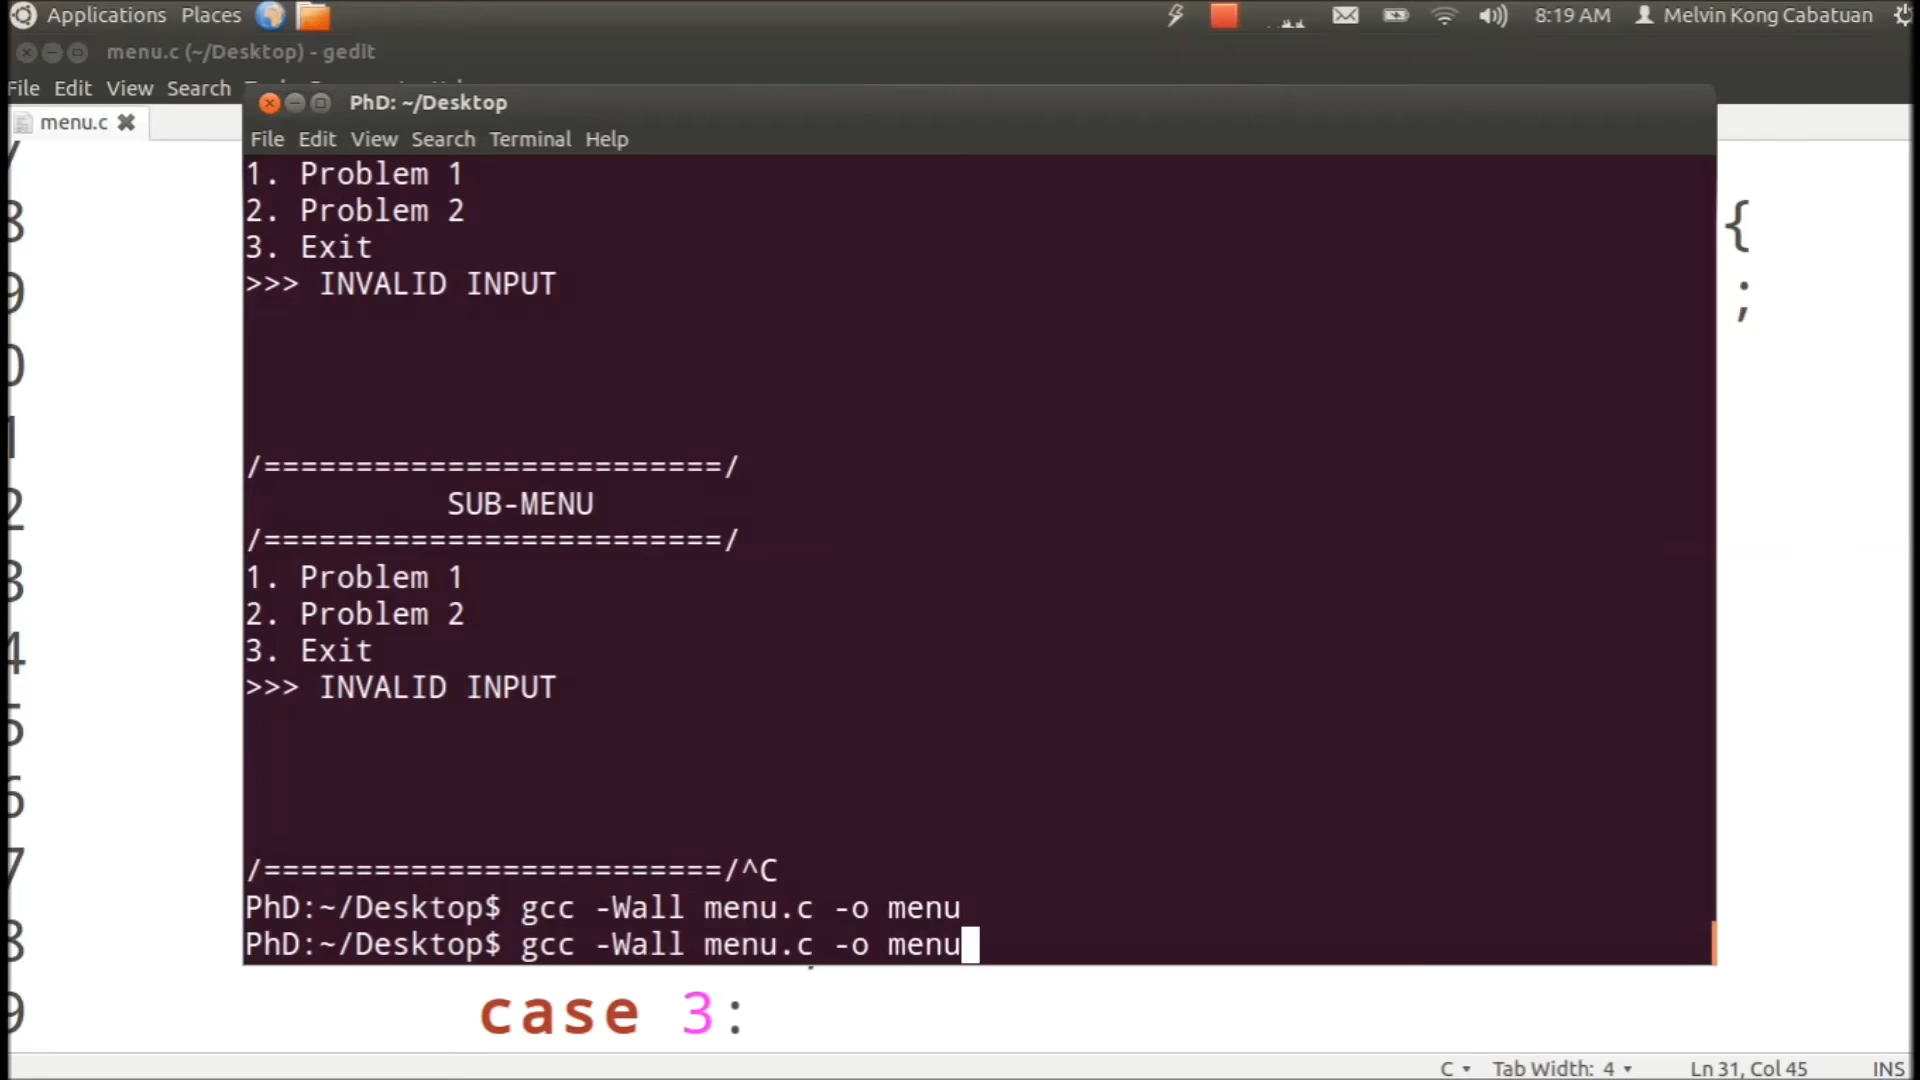 Applications Places 8:19 AM Melvin Kong Cabatuan
menu.c (~/Desktop) - gedit
File Edit View Search
PhD: ~/Desktop
menu.c
File Edit View Search Terminal Help
1. Problem 1
2. Problem 2
{
3. Exit
>>> INVALID INPUT
;
/=========================/
SUB-MENU
/=========================/
1. Problem 1
2. Problem 2
3. Exit
>>> INVALID INPUT
/=========================/^C
PhD:~/Desktop$ gcc -Wall menu.c -o menu
PhD:~/Desktop$ gcc -Wall menu.c -o menu
case 3:
C Tab Width: 4 Ln 31, Col 45 INS